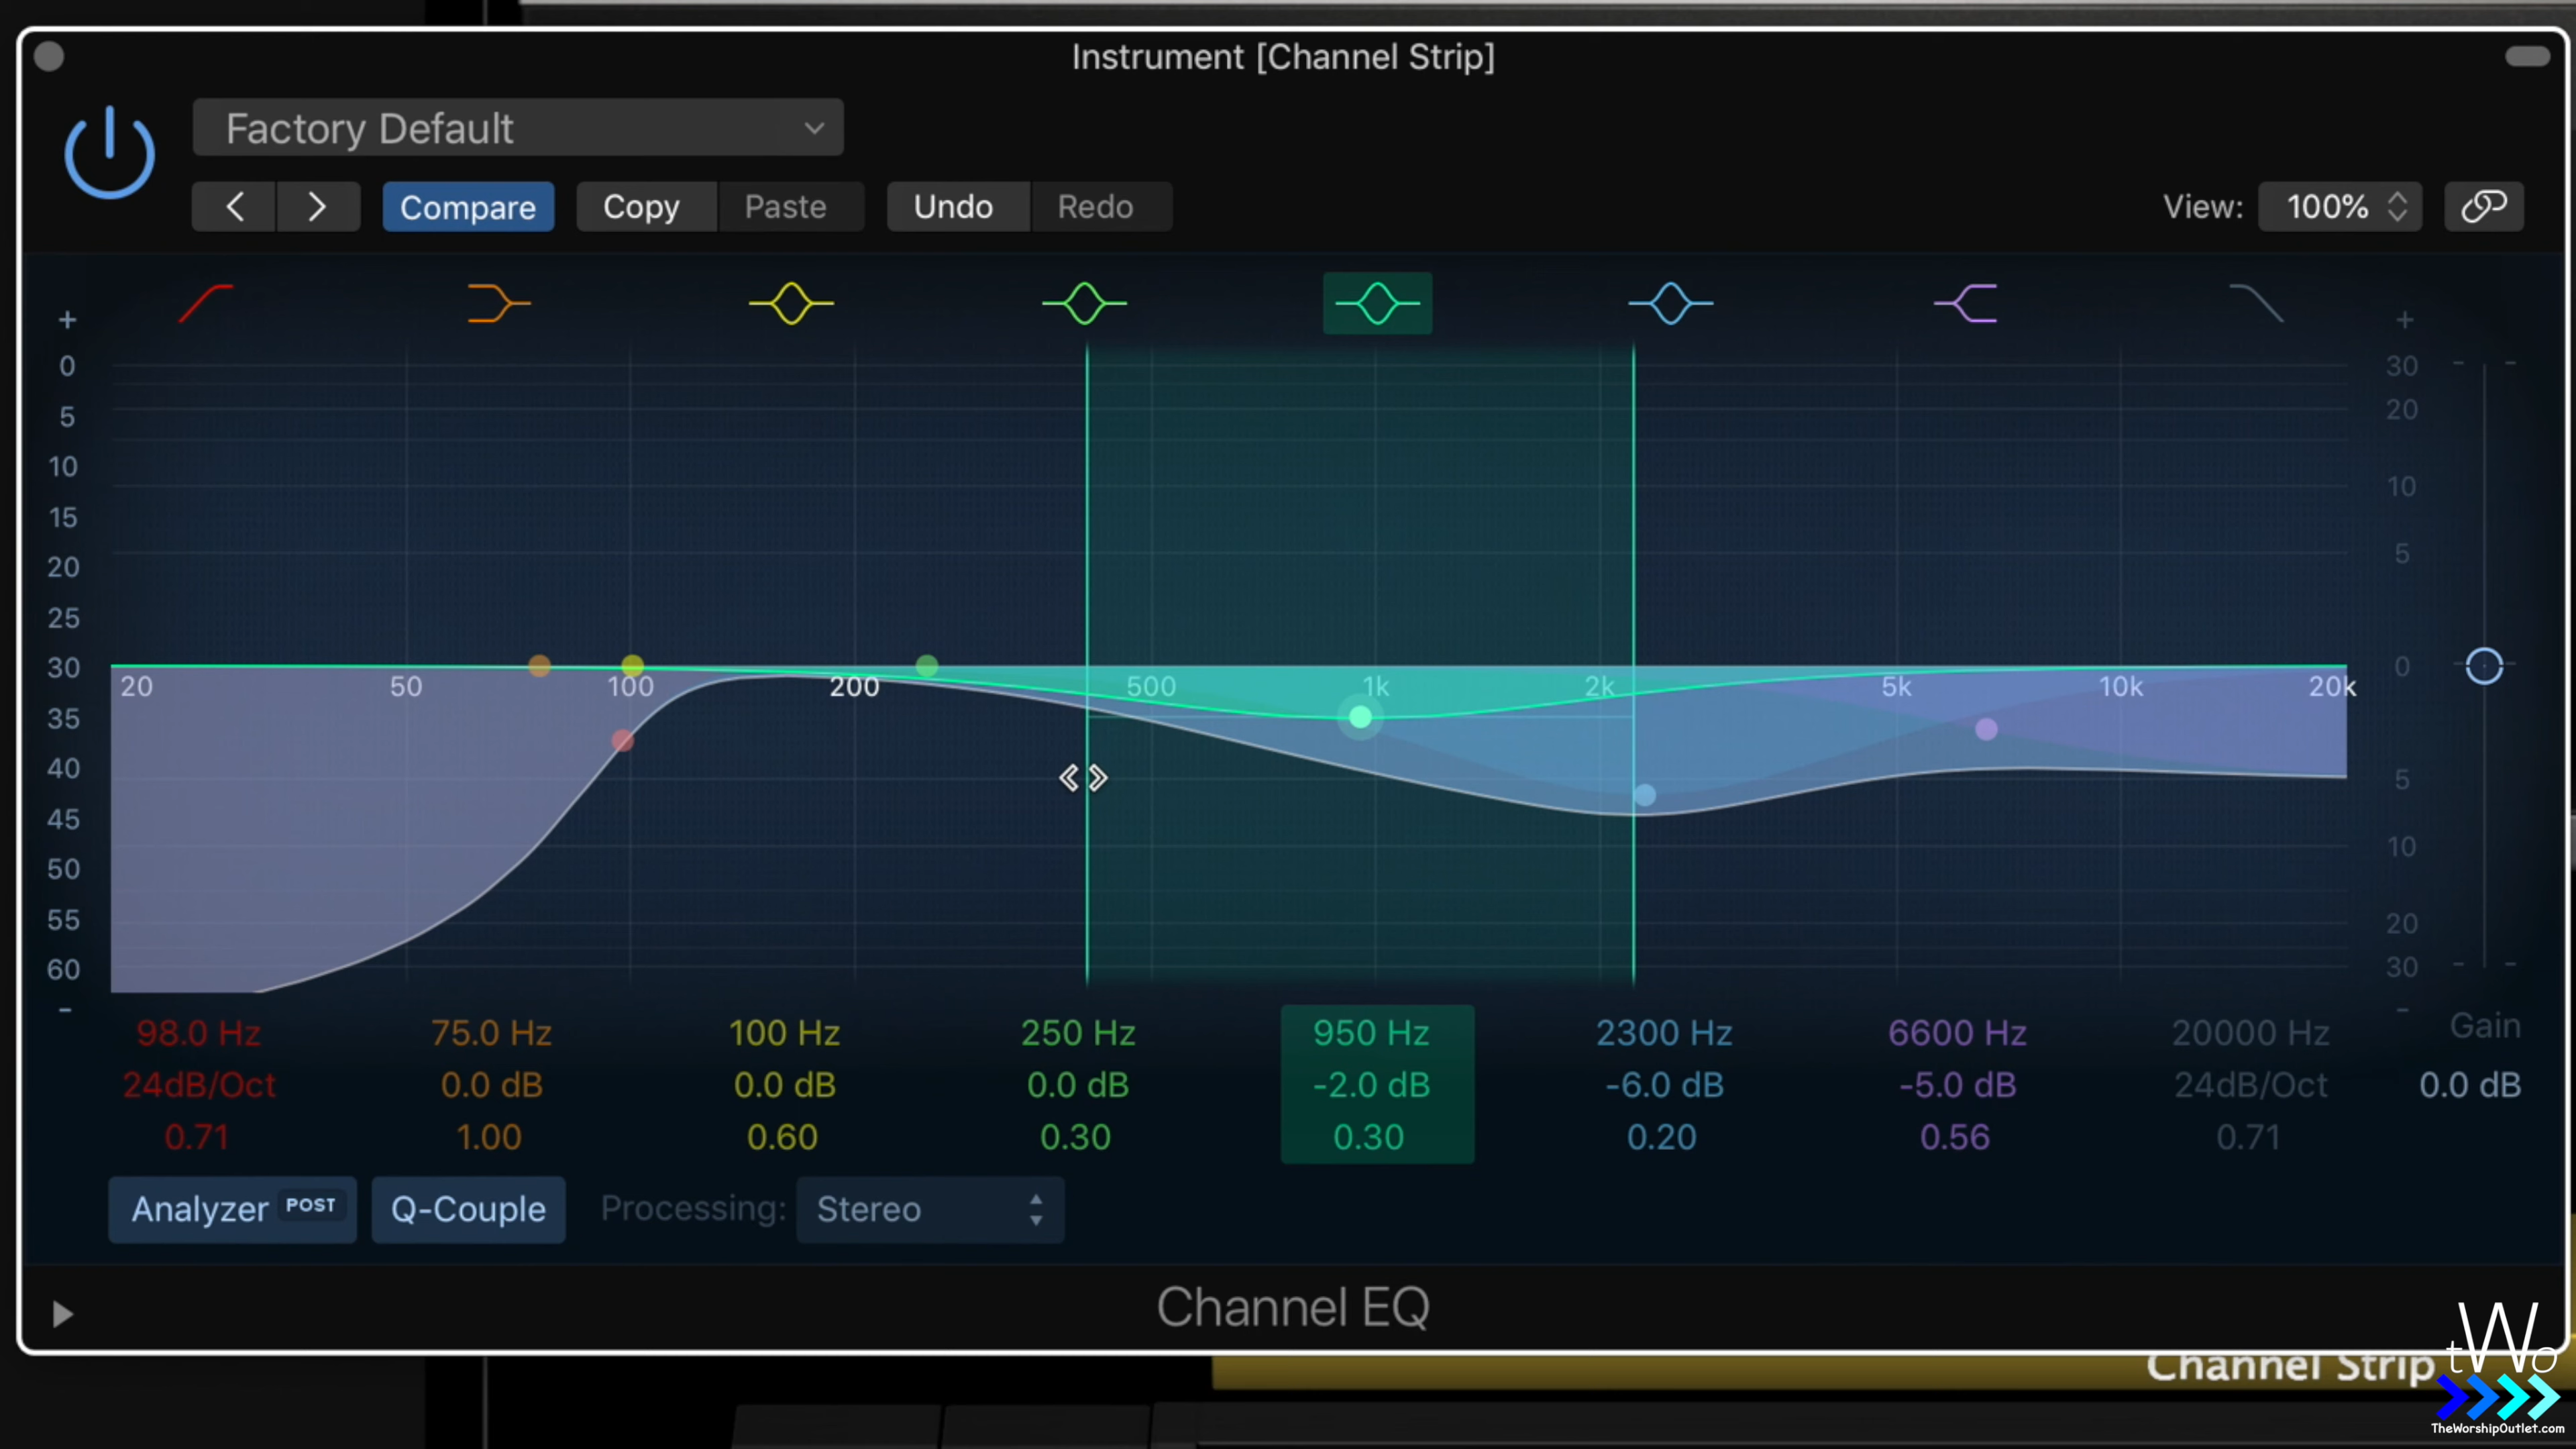 Instrument [Channel Strip]
Factory Default
Compare Copy Paste Undo Redo View: 100%
+ +
0 30
5 20
10 10
15
20 5
25
30 0
20 50 100 200 500 1k 2k 5k 10k 20k
35
40 5
45
50 10
55 20
60 30
- -
98.0 Hz 75.0 Hz 100 Hz 250 Hz 950 Hz 2300 Hz 6600 Hz 20000 Hz Gain
24dB/Oct 0.0 dB 0.0 dB 0.0 dB -2.0 dB -6.0 dB -5.0 dB 24dB/Oct 0.0 dB
0.71 1.00 0.60 0.30 0.30 0.20 0.56 0.71
Analyzer POST Q-Couple Processing: Stereo
Channel EQ
Channel Strip
tWo
TheWorshipOutlet.com